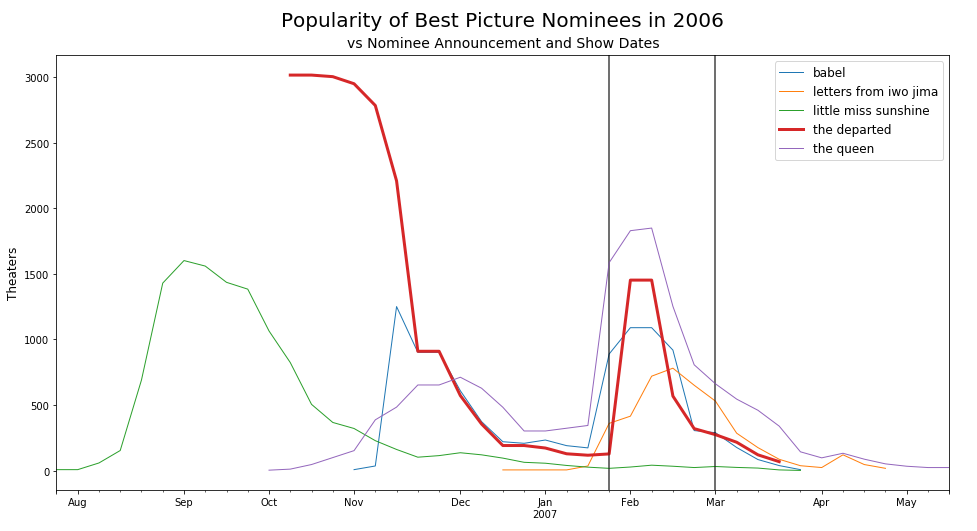 Popularity of Best Picture Nominees in 2006
vs Nominee Announcement and Show Dates
babel
letters from iwo jima
little miss sunshine
the departed
the queen
Theaters
3000
2500
2000
1500
1000
500
0
Aug Sep Oct Nov Dec Jan Feb Mar Apr May
2007